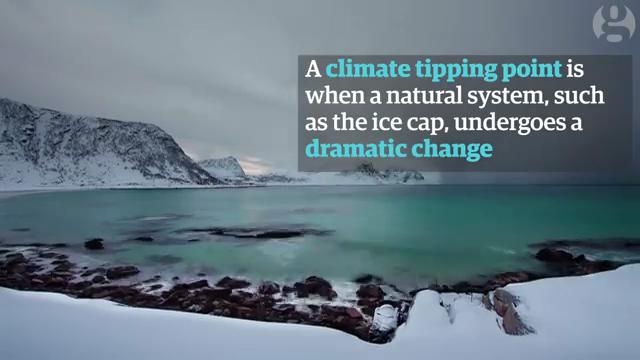 A climate tipping point is
when a natural system, such
as the ice cap, undergoes a
dramatic change